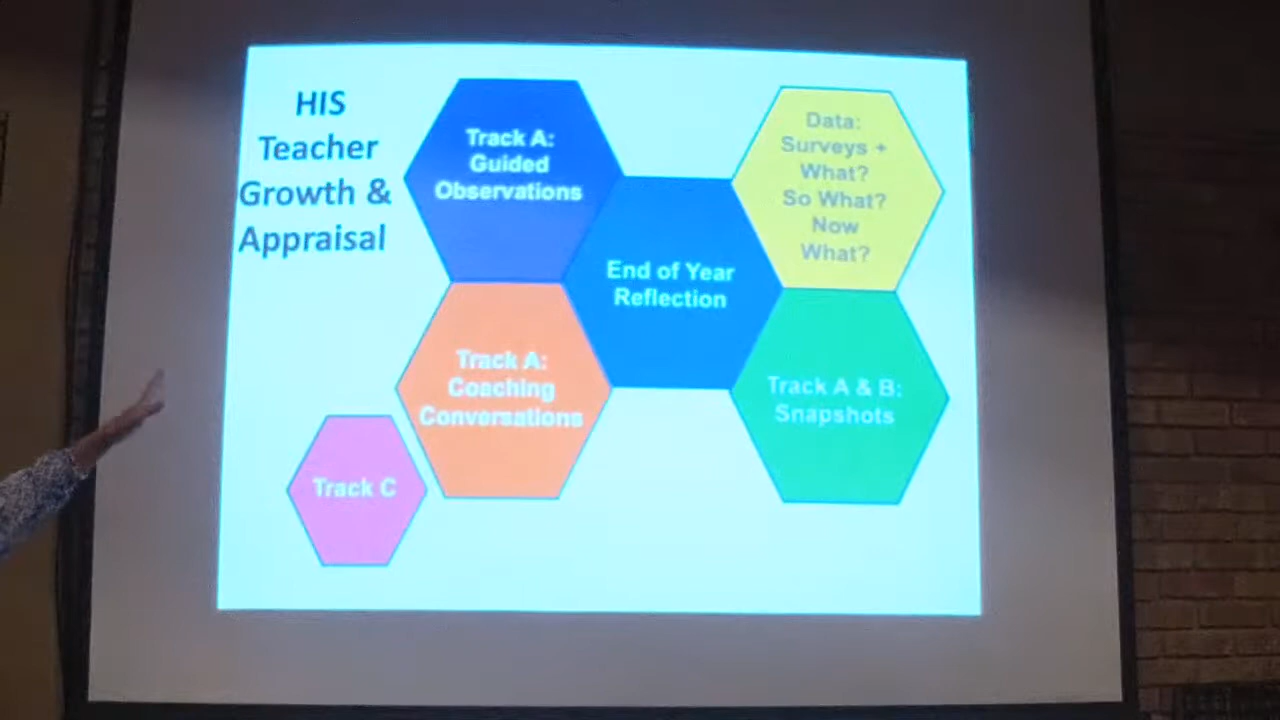 HIS
Teacher
Growth &
Appraisal
Track A:
Guided
Observations
Data:
Surveys +
What?
So What?
Now
What?
End of Year
Reflection
Track A:
Coaching
Conversations
Track A & B:
Snapshots
Track C